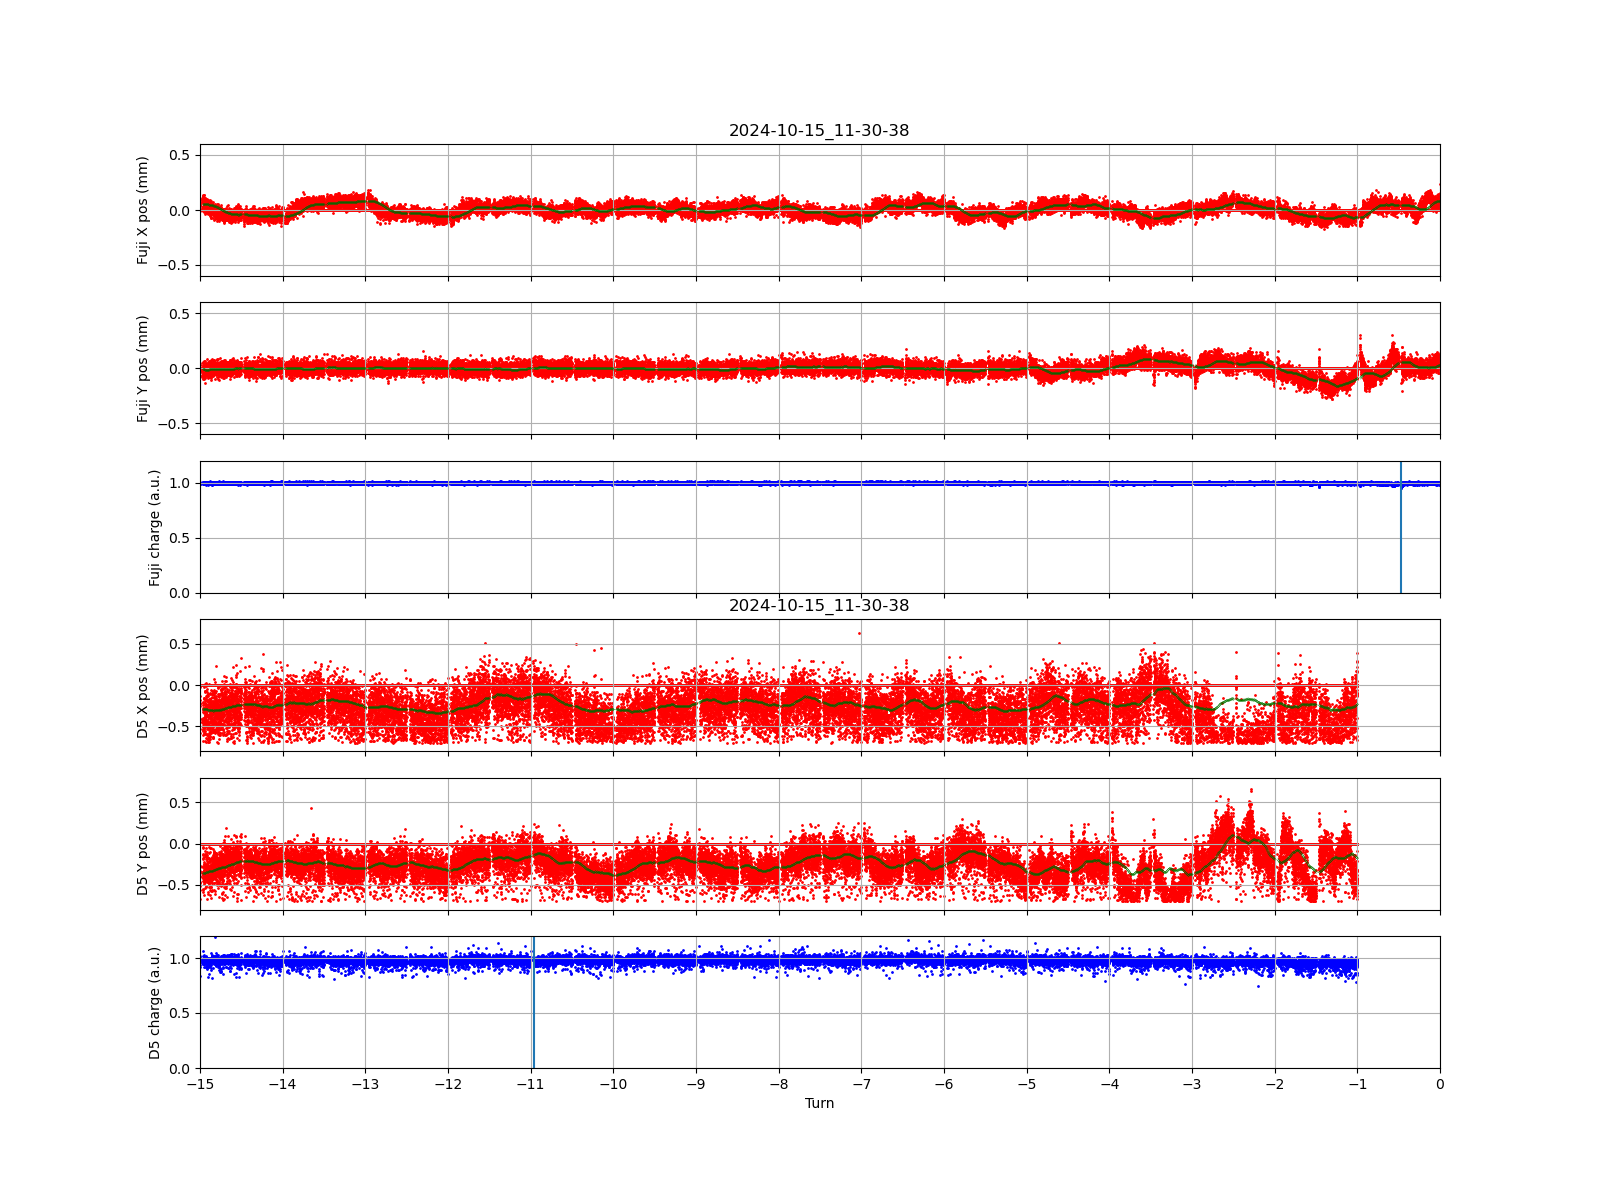 2024-10-15_11-30-38
Fuji X pos (mm)
0.5
0.0
−0.5
Fuji Y pos (mm)
0.5
0.0
−0.5
Fuji charge (a.u.)
1.0
0.5
0.0
2024-10-15_11-30-38
D5 X pos (mm)
0.5
0.0
−0.5
D5 Y pos (mm)
0.5
0.0
−0.5
D5 charge (a.u.)
1.0
0.5
0.0
−15 −14 −13 −12 −11 −10 −9 −8 −7 −6 −5 −4 −3 −2 −1 0
Turn